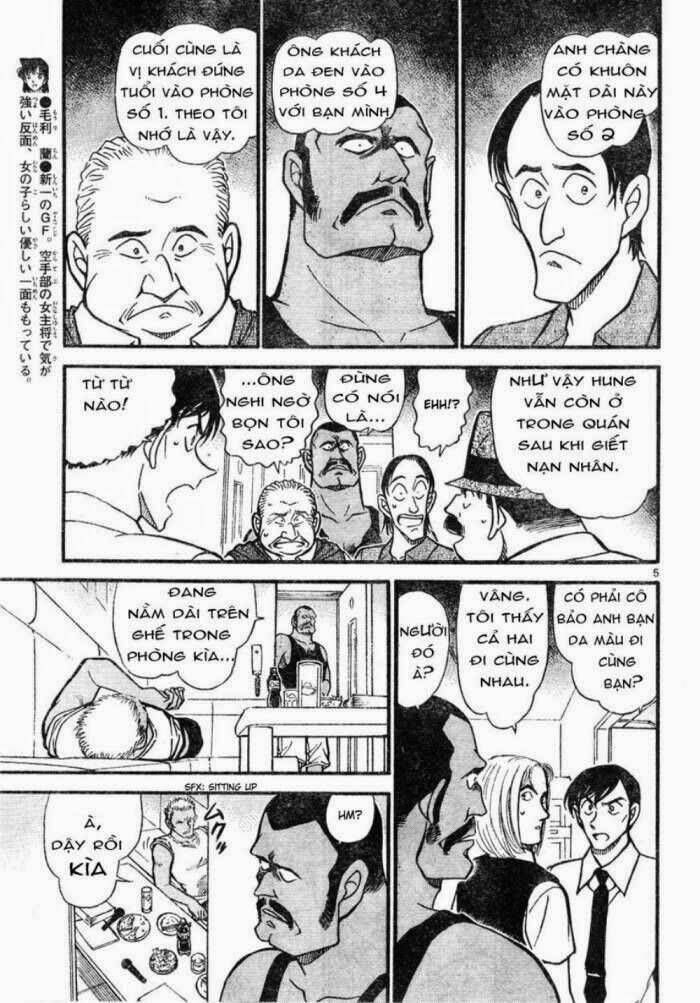 ANH CHÀNG
CÓ KHUÔN
MẶT DÀI NÀY
VÀO PHÒNG
SỐ 2
ÔNG KHÁCH
DA ĐEN VÀO
PHÒNG SỐ 4
VỚI BẠN MÌNH
CUỐI CÙNG LÀ
VỊ KHÁCH ĐỨNG
TUỔI VÀO PHÒNG
SỐ 1. THEO TÔI
NHỚ LÀ VẬY.
●毛利 蘭●新一のGF。空手部の女主将で気が
強い反面、女の子らしい優しい一面ももっている。
NHƯ VẬY HUNG
VẪN CÒN Ở
TRONG QUÁN
SAU KHI GIẾT
NẠN NHÂN.
EHH!?
ĐỪNG
CÓ NÓI
LÀ...
...ÔNG
NGHI NGỜ
BỌN TÔI
SAO?
TỪ TỪ
NÀO!
5
CÓ PHẢI CÔ
BẢO ANH BẠN
DA MÀU ĐI
CÙNG
BẠN?
VÂNG.
TÔI THẤY
CẢ HAI
ĐI CÙNG
NHAU.
NGƯỜI
ĐÓ
À?
ĐANG
NẰM DÀI TRÊN
GHẾ TRONG
PHÒNG KÌA...
SFX: SITTING UP
HM?
ムクッ
À,
DẬY RỒI
KÌA